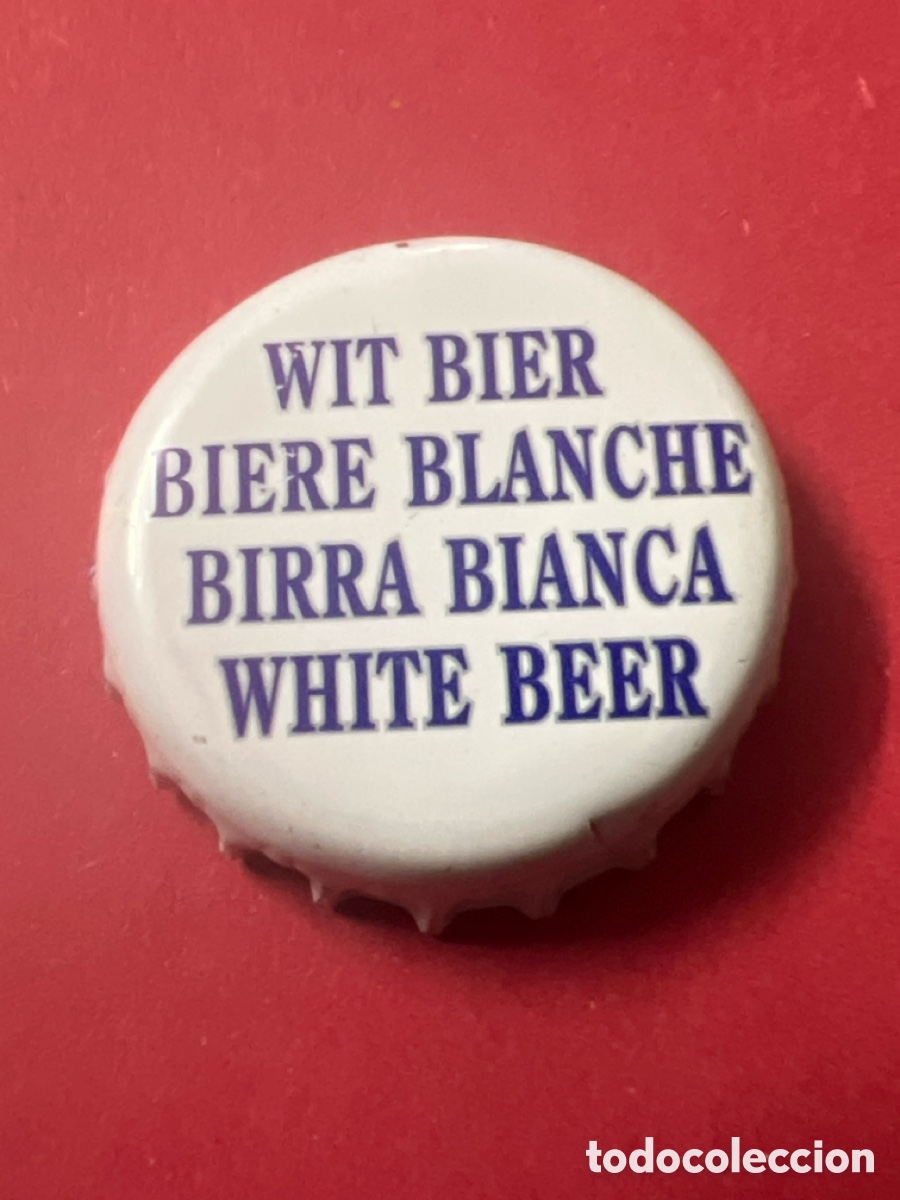 WIT BIER
BIERE BLANCHE
BIRRA BIANCA
WHITE BEER
todocoleccion